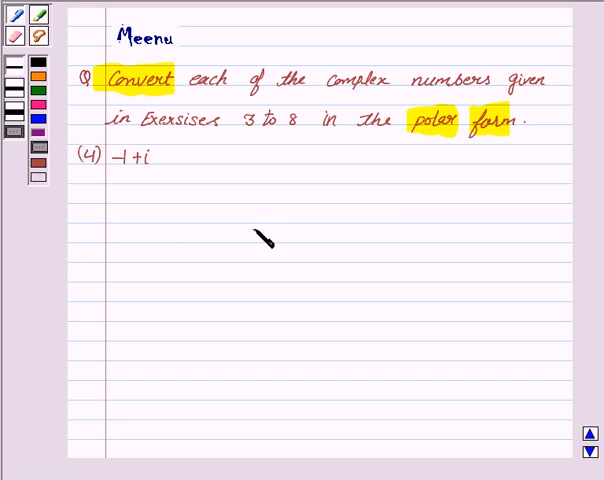 Meenu
Q Convert each of the complex numbers given
in Exersises 3 to 8 in the polar form.
(4) -1+i